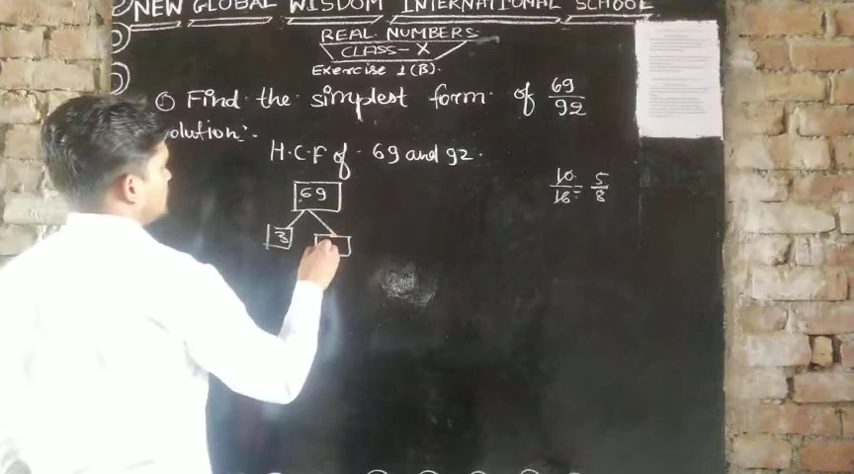 NEW GLOBAL WISDOM INTERNATIONAL SCHOOL
REAL NUMBERS
CLASS-X
Exercise 1(B).
① Find the simplest form of 69/92
olution:-
H.C.F of 69 and 92.
10/16 = 5/8
69
3